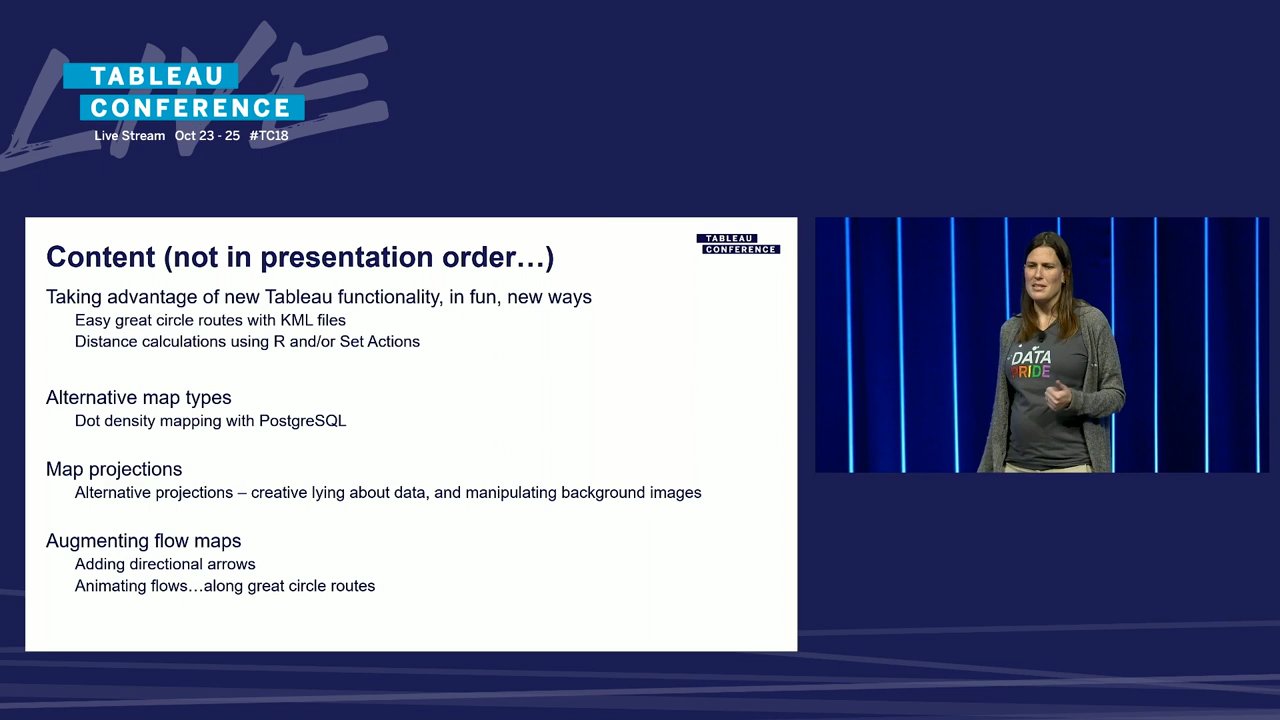 LIVE
TABLEAU
CONFERENCE
Live Stream Oct 23 - 25 #TC18
Content (not in presentation order…)
TABLEAU
CONFERENCE
Taking advantage of new Tableau functionality, in fun, new ways
Easy great circle routes with KML files
Distance calculations using R and/or Set Actions
Alternative map types
Dot density mapping with PostgreSQL
Map projections
Alternative projections – creative lying about data, and manipulating background images
Augmenting flow maps
Adding directional arrows
Animating flows…along great circle routes
DATA
PRIDE